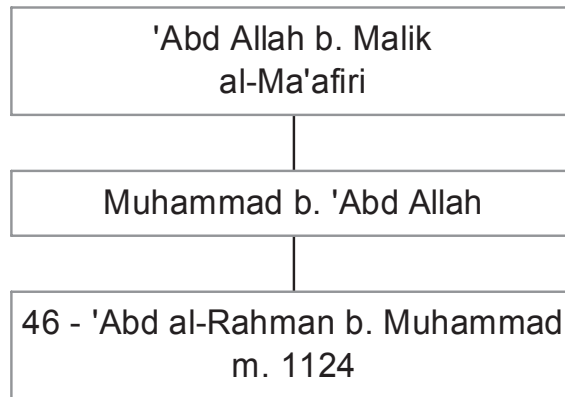 'Abd Allah b. Malik
al-Ma'afiri
Muhammad b. 'Abd Allah
46 - 'Abd al-Rahman b. Muhammad
m. 1124